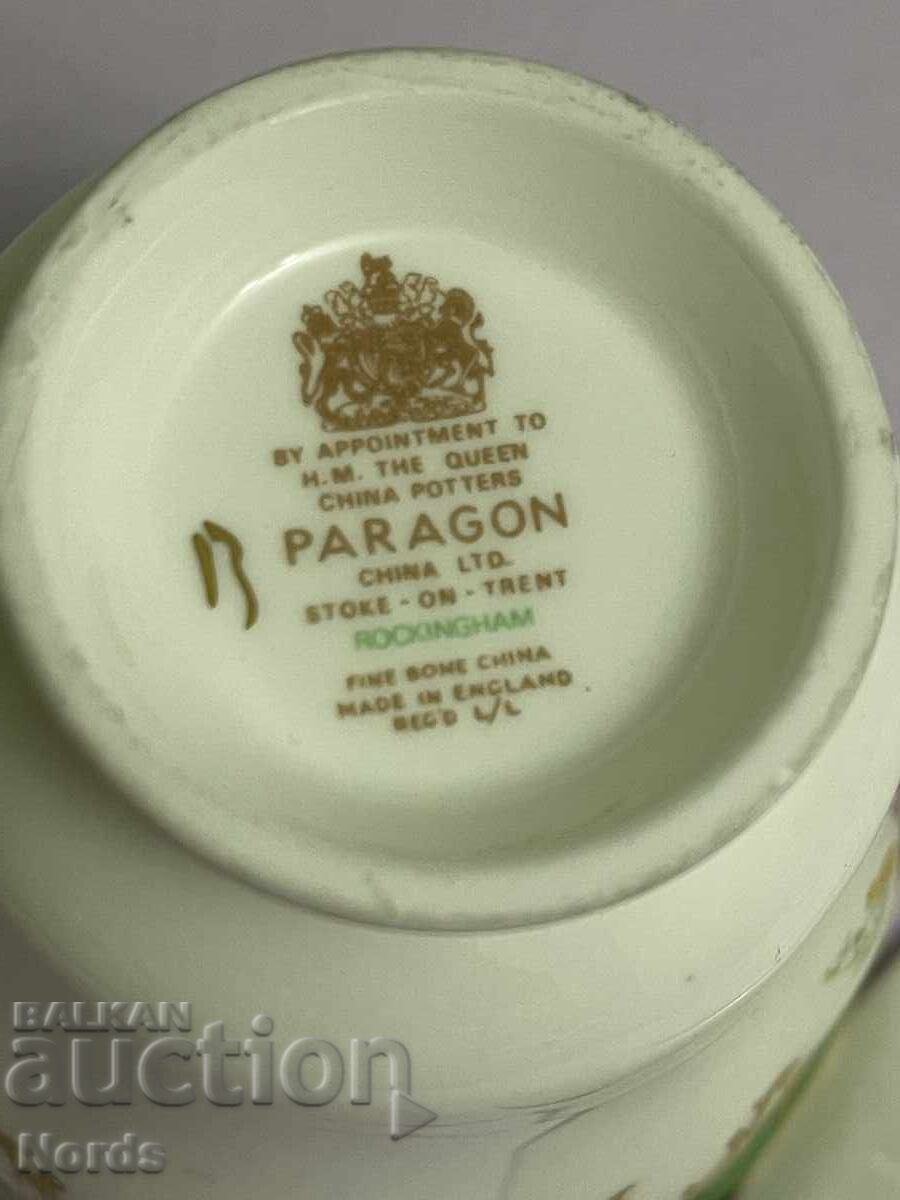 BY APPOINTMENT TO
H.M. THE QUEEN
CHINA POTTERS
PARAGON
CHINA LTD.
STOKE - ON - TRENT
ROCKINGHAM
FINE BONE CHINA
MADE IN ENGLAND
REG'D L/L
BALKAN
auction
Nords